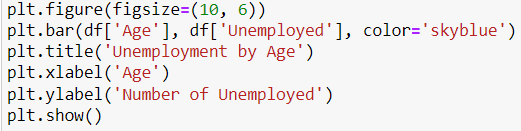 plt.figure(figsize=(10, 6))
plt.bar(df['Age'], df['Unemployed'], color='skyblue')
plt.title('Unemployment by Age')
plt.xlabel('Age')
plt.ylabel('Number of Unemployed')
plt.show()